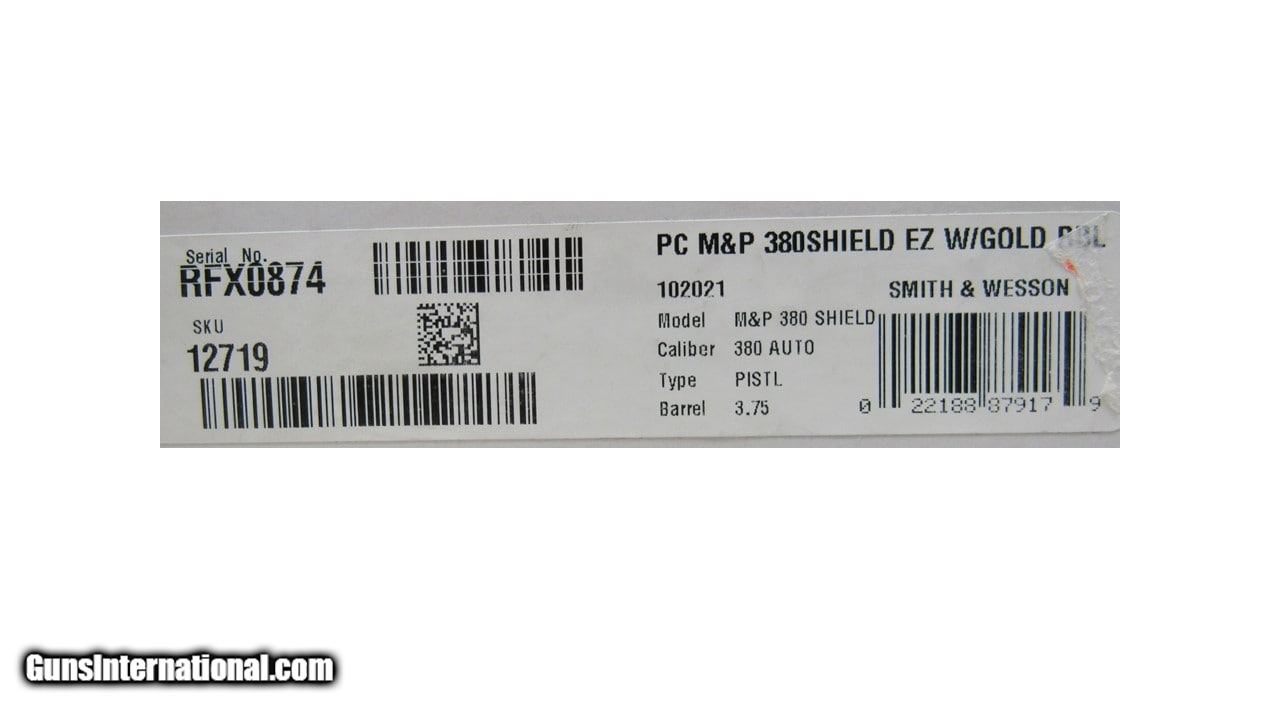 Serial No.
RFX0874
SKU
12719
PC M&P 380SHIELD EZ W/GOLD BBL
102021
SMITH & WESSON
Model M&P 380 SHIELD
Caliber 380 AUTO
Type PISTL
Barrel 3.75
0 22188 87917 9
GunsInternational.com